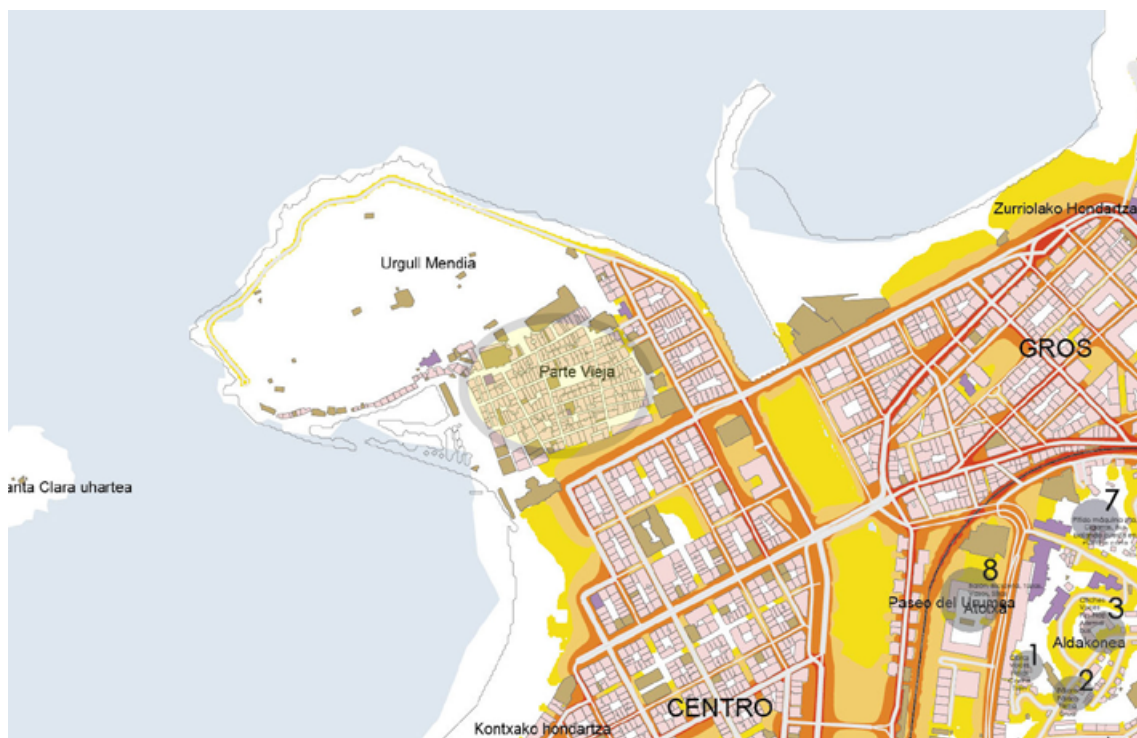 Zurriolako Hondartza
Urgull Mendia
GROS
Parte Vieja
anta Clara uhartea
7
8
Paseo del Urumea
Atotxa
3
Aldakonea
1
2
CENTRO
Kontxako hondartza